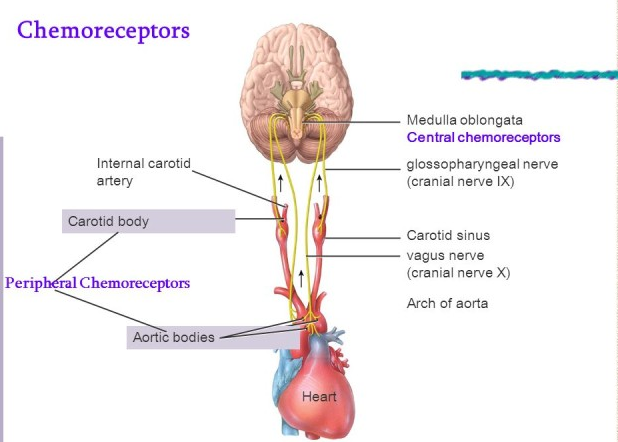 Chemoreceptors
Medulla oblongata
Central chemoreceptors
Internal carotid
artery
glossopharyngeal nerve
(cranial nerve IX)
Carotid body
Carotid sinus
vagus nerve
(cranial nerve X)
Peripheral Chemoreceptors
Arch of aorta
Aortic bodies
Heart